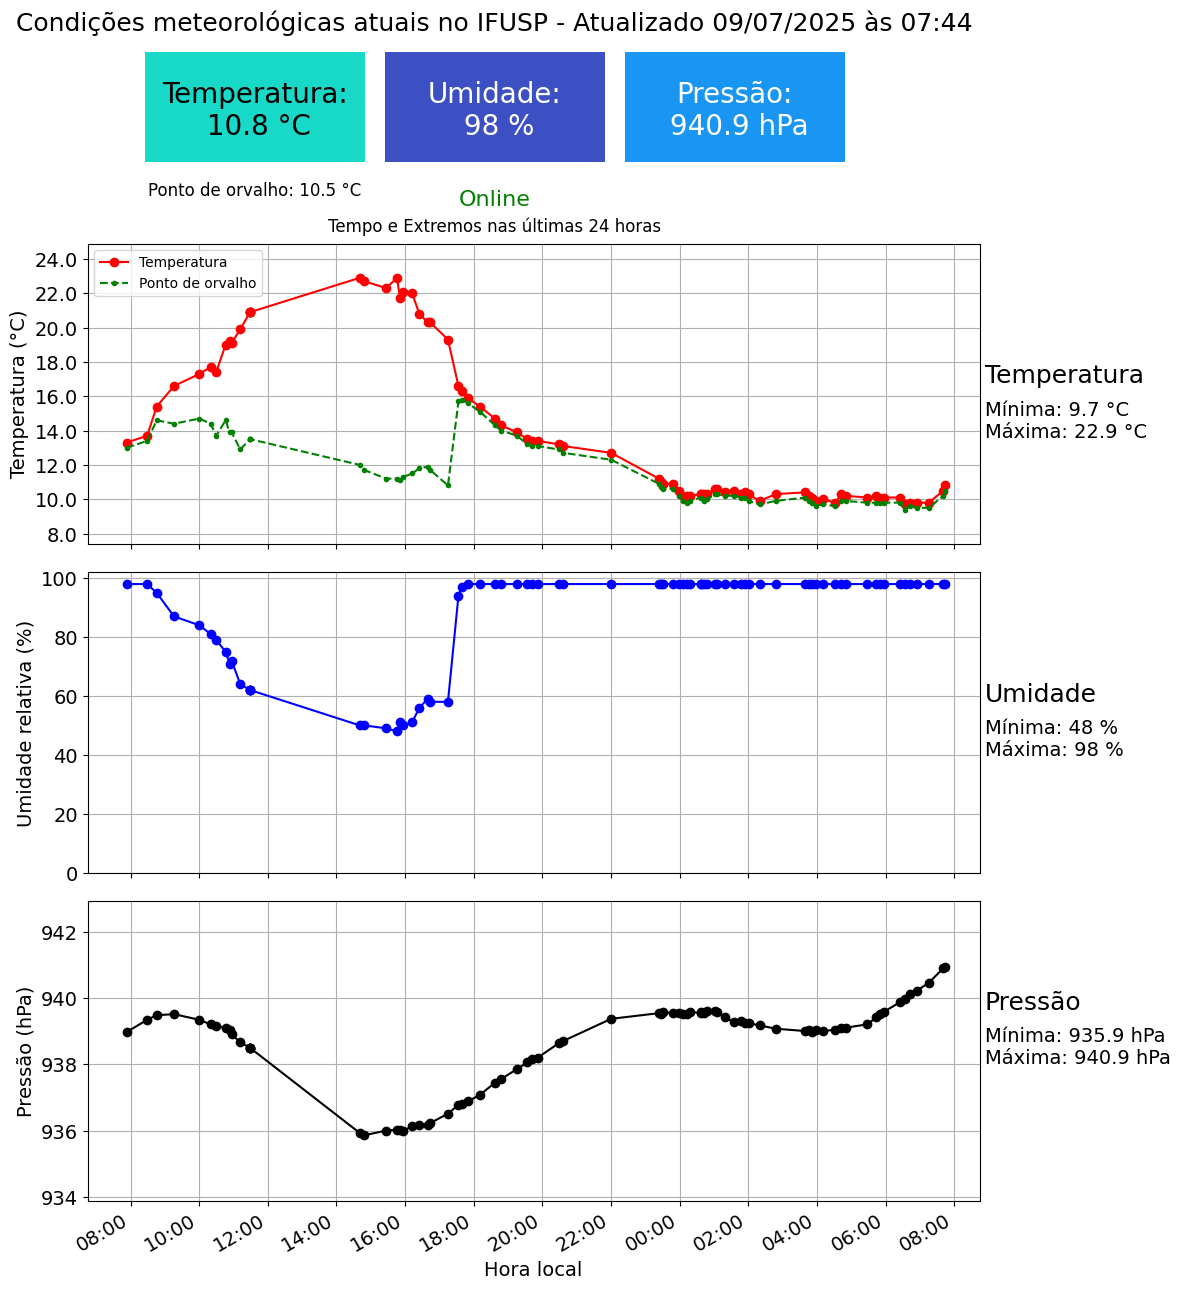 Condições meteorológicas atuais no IFUSP - Atualizado 09/07/2025 às 07:44
Temperatura:
10.8 °C
Umidade:
98 %
Pressão:
940.9 hPa
Ponto de orvalho: 10.5 °C
Online
Tempo e Extremos nas últimas 24 horas
Temperatura (°C)
24.0
22.0
20.0
18.0
16.0
14.0
12.0
10.0
8.0
Temperatura
Ponto de orvalho
Temperatura
Mínima: 9.7 °C
Máxima: 22.9 °C
Umidade relativa (%)
100
80
60
40
20
0
Umidade
Mínima: 48 %
Máxima: 98 %
Pressão (hPa)
942
940
938
936
934
Pressão
Mínima: 935.9 hPa
Máxima: 940.9 hPa
08:00
10:00
12:00
14:00
16:00
18:00
20:00
22:00
00:00
02:00
04:00
06:00
08:00
Hora local